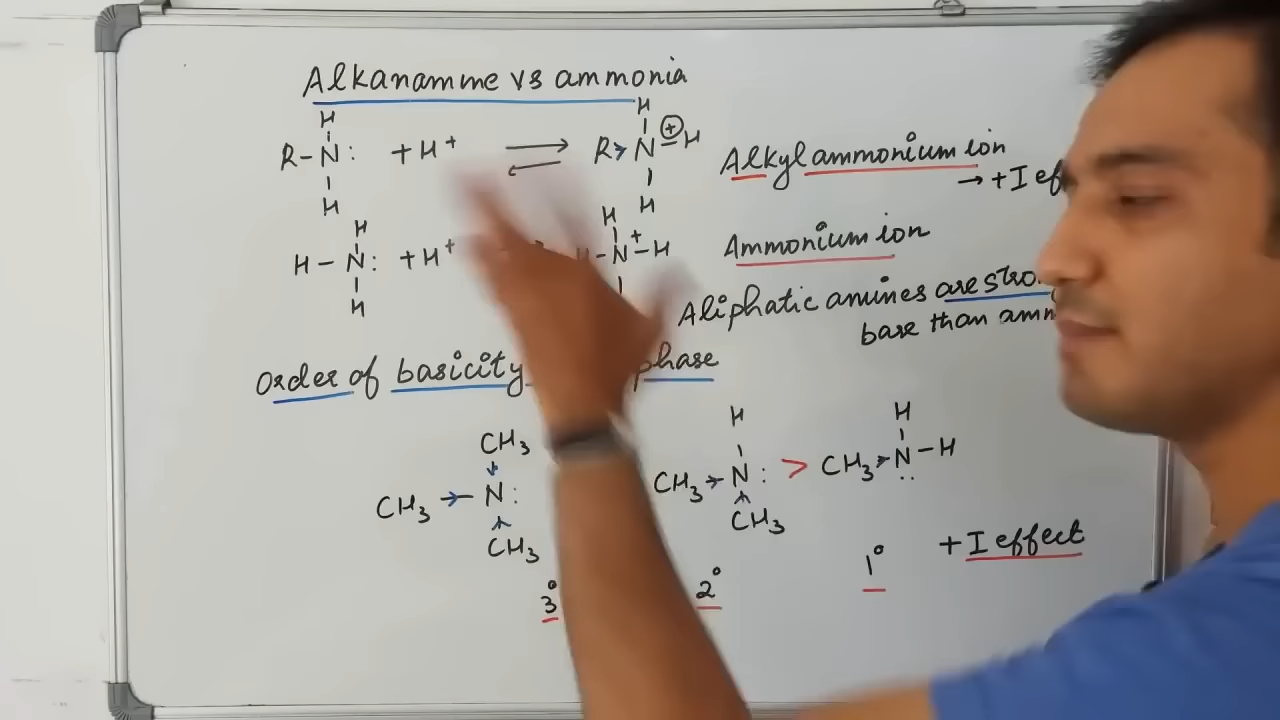 Alkanamme vs ammonia
H H
R-N: + H+ ⇌ R→N⊕-H Alkyl ammonium ion
H H → +I ef
H H
H-N: + H+ -N+-H Ammonium ion
H
Aliphatic amines are stro
base than amm
Order of basicity phase
CH3 H H
CH3→N: CH3→N: > CH3→N-H
CH3 CH3
3° 2° 1° +I effect